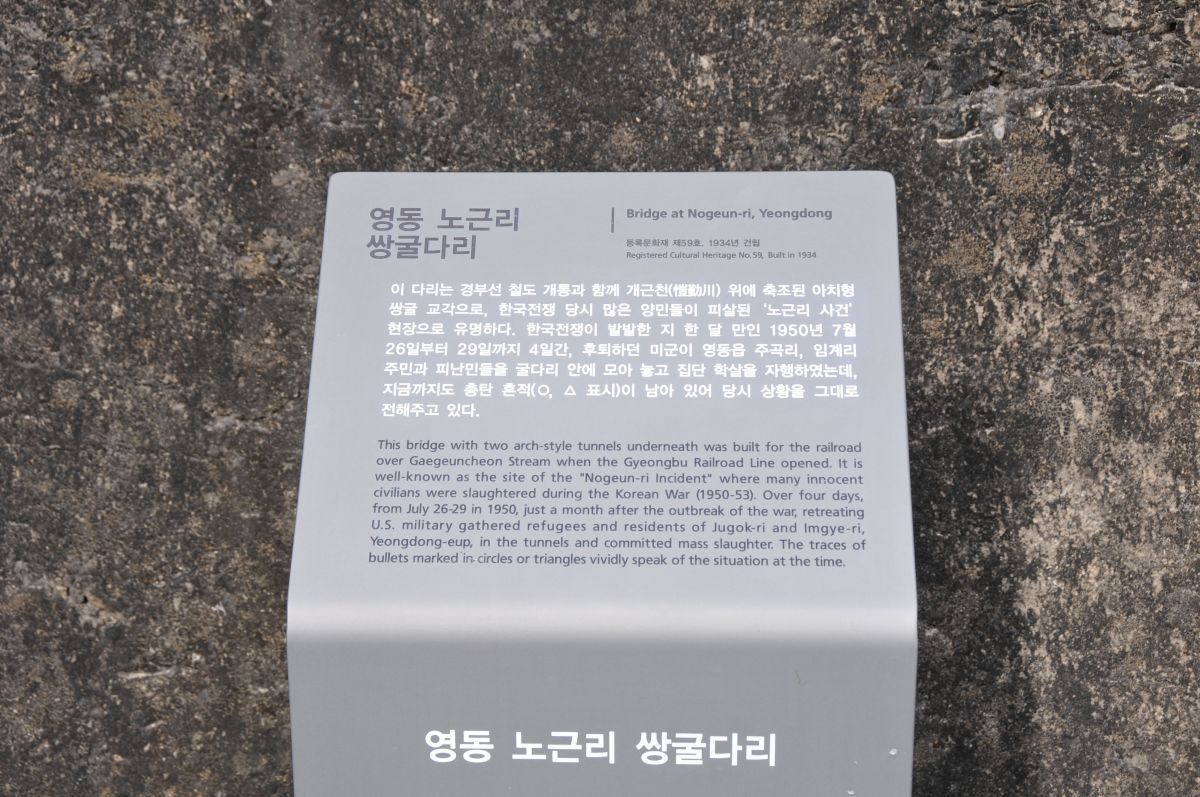 영동 노근리
쌍굴다리
Bridge at Nogeun-ri, Yeongdong
등록문화재 제59호, 1934년 건립
Registered Cultural Heritage No.59, Built in 1934
이 다리는 경부선 철도 개통과 함께 개근천(愷勤川) 위에 축조된 아치형
쌍굴 교각으로, 한국전쟁 당시 많은 양민들이 피살된 '노근리 사건'
현장으로 유명하다. 한국전쟁이 발발한 지 한 달 만인 1950년 7월
26일부터 29일까지 4일간, 후퇴하던 미군이 영동읍 주곡리, 임계리
주민과 피난민들을 굴다리 안에 모아 놓고 집단 학살을 자행하였는데,
지금까지도 총탄 흔적(○, △ 표시)이 남아 있어 당시 상황을 그대로
전해주고 있다.
This bridge with two arch-style tunnels underneath was built for the railroad
over Gaegeuncheon Stream when the Gyeongbu Railroad Line opened. It is
well-known as the site of the "Nogeun-ri Incident" where many innocent
civilians were slaughtered during the Korean War (1950-53). Over four days,
from July 26-29 in 1950, just a month after the outbreak of the war, retreating
U.S. military gathered refugees and residents of Jugok-ri and Imgye-ri,
Yeongdong-eup, in the tunnels and committed mass slaughter. The traces of
bullets marked in circles or triangles vividly speak of the situation at the time.
영동 노근리 쌍굴다리